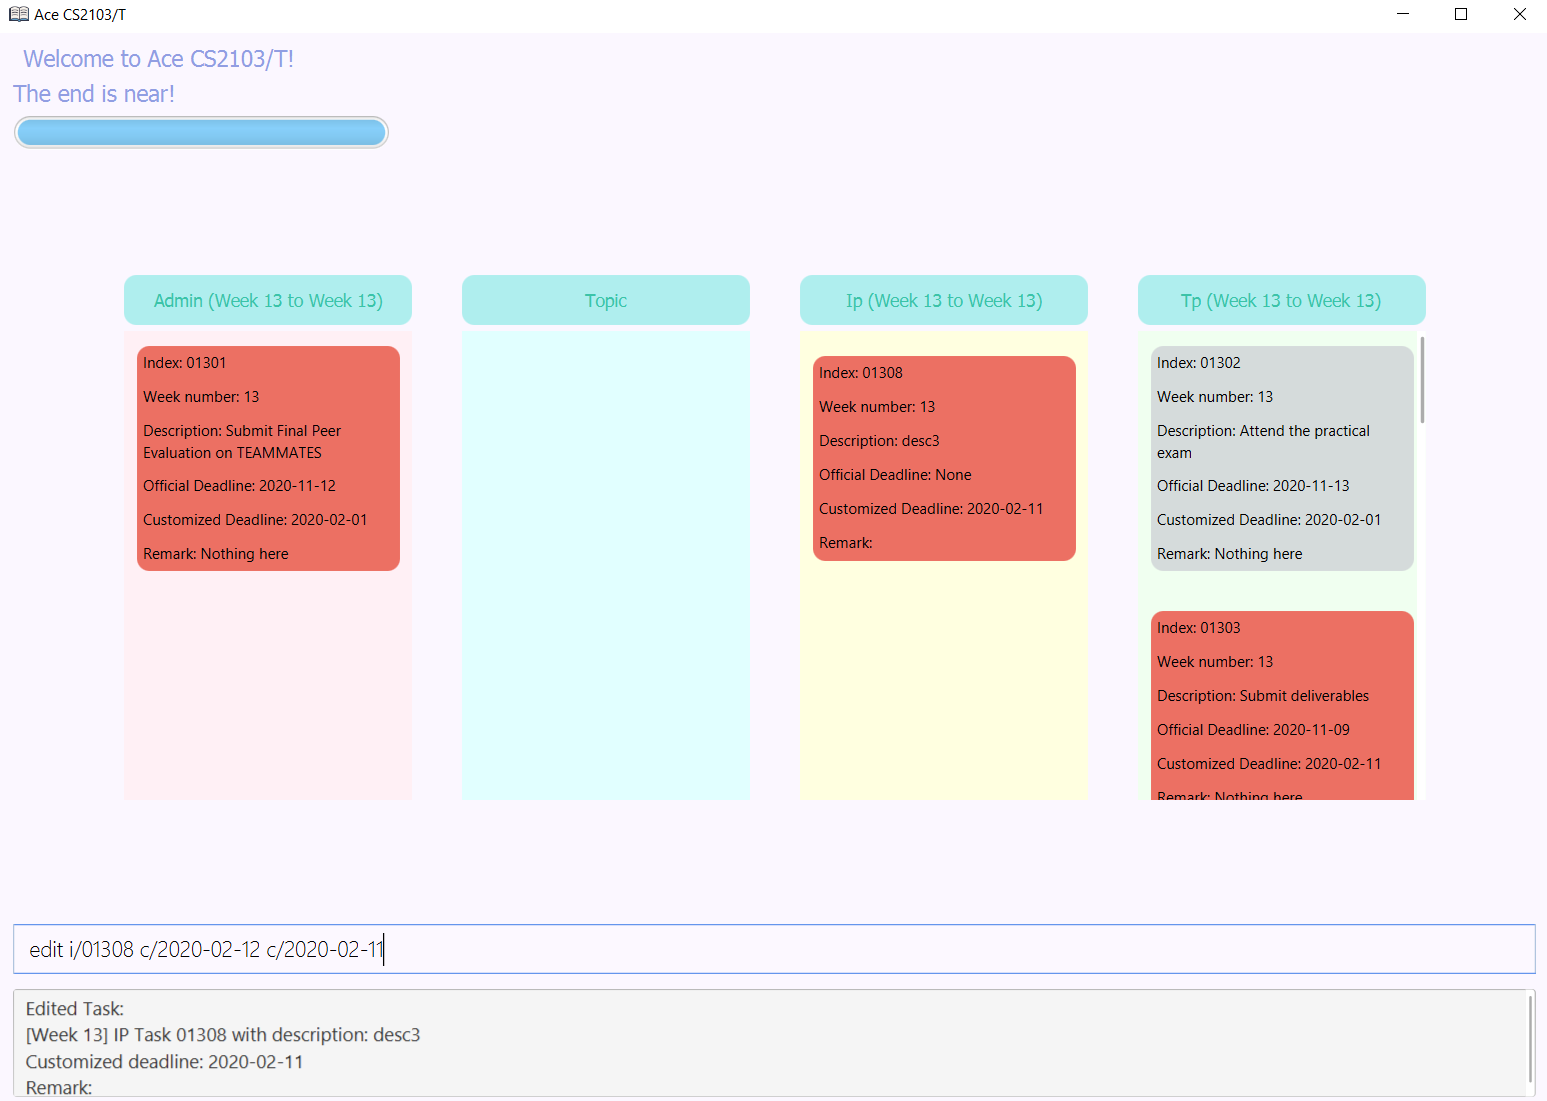 Ace CS2103/T
Welcome to Ace CS2103/T!
The end is near!
Admin (Week 13 to Week 13)
Index: 01301
Week number: 13
Description: Submit Final Peer
Evaluation on TEAMMATES
Official Deadline: 2020-11-12
Customized Deadline: 2020-02-01
Remark: Nothing here
Topic
Ip (Week 13 to Week 13)
Index: 01308
Week number: 13
Description: desc3
Official Deadline: None
Customized Deadline: 2020-02-11
Remark:
Tp (Week 13 to Week 13)
Index: 01302
Week number: 13
Description: Attend the practical
exam
Official Deadline: 2020-11-13
Customized Deadline: 2020-02-01
Remark: Nothing here
Index: 01303
Week number: 13
Description: Submit deliverables
Official Deadline: 2020-11-09
Customized Deadline: 2020-02-11
Remark: Nothing here
edit i/01308 c/2020-02-12 c/2020-02-11
Edited Task:
[Week 13] IP Task 01308 with description: desc3
Customized deadline: 2020-02-11
Remark: